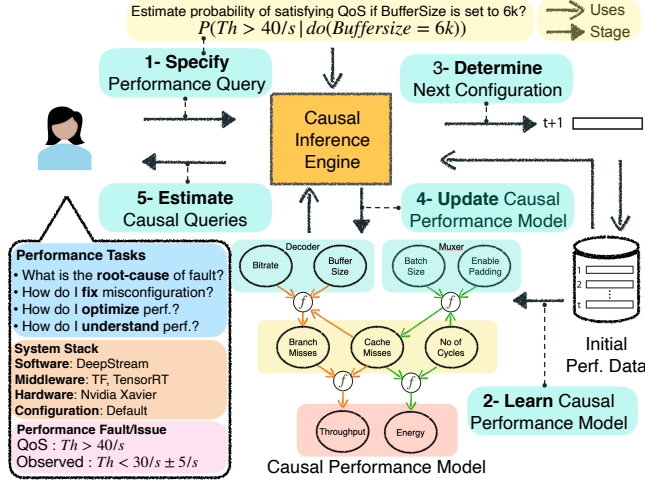 Estimate probability of satisfying QoS if BufferSize is set to 6k?
P(Th > 40/s | do(Buffersize = 6k))
Uses
Stage
1- Specify
Performance Query
Causal
Inference
Engine
3- Determine
Next Configuration
t+1
5- Estimate
Causal Queries
4- Update Causal
Performance Model
Performance Tasks
• What is the root-cause of fault?
• How do I fix misconfiguration?
• How do I optimize perf.?
• How do I understand perf.?
System Stack
Software: DeepStream
Middleware: TF, TensorRT
Hardware: Nvidia Xavier
Configuration: Default
Performance Fault/Issue
QoS : Th > 40/s
Observed : Th < 30/s ± 5/s
Decoder
Bitrate
Buffer
Size
Muxer
Batch
Size
Enable
Padding
f
f
Branch
Misses
Cache
Misses
No of
Cycles
f
f
Throughput
Energy
Causal Performance Model
1
2
⋮
t
Initial
Perf. Data
2- Learn Causal
Performance Model